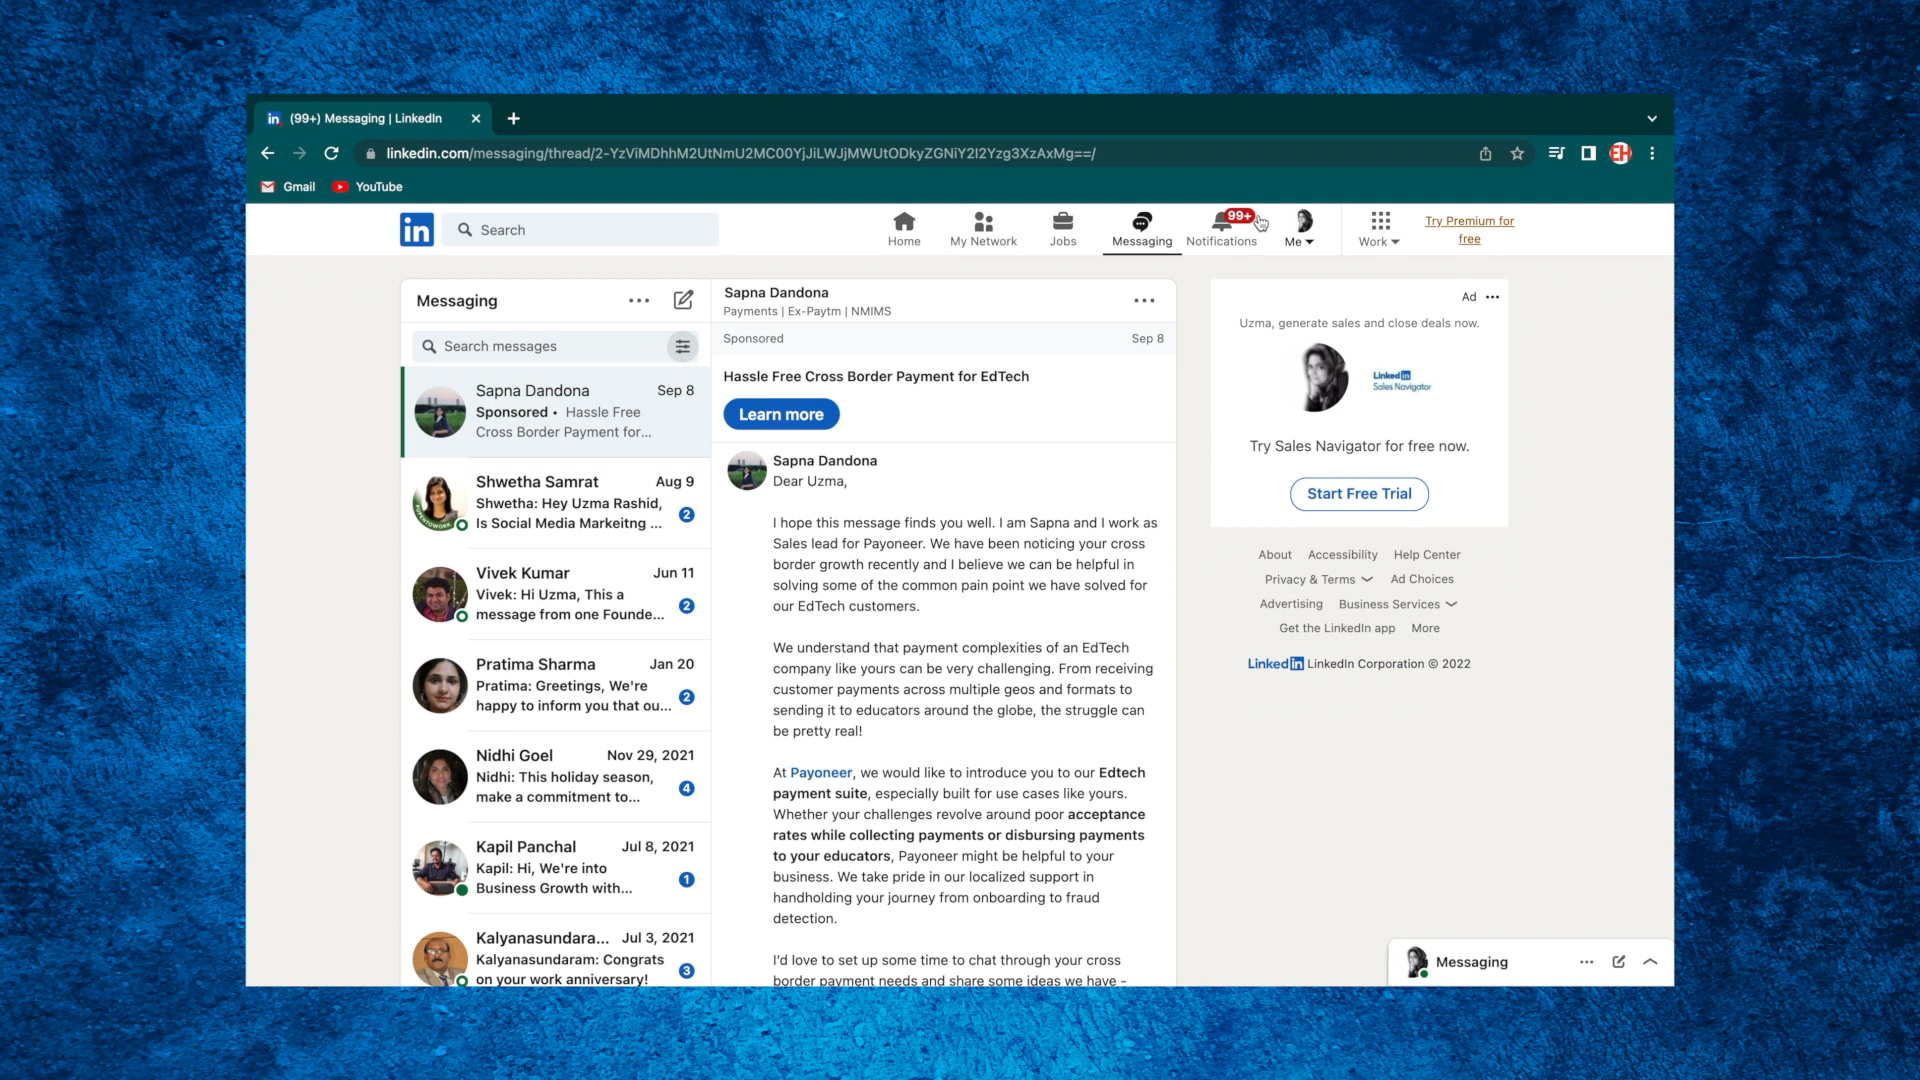 in (99+) Messaging | LinkedIn
linkedin.com/messaging/thread/2-YzViMDhhM2UtNmU2MC00YjJiLWJjMWUtODkyZGNiY2I2Yzg3XzAxMg==/
EH
Gmail
YouTube
in
Search
Home
My Network
Jobs
Messaging
99+
Notifications
Me
Work
Try Premium for
free
Messaging
Search messages
Sapna Dandona
Sep 8
Sponsored • Hassle Free
Cross Border Payment for...
Shwetha Samrat
Aug 9
Shwetha: Hey Uzma Rashid,
Is Social Media Markeitng ...
2
#OPENTOWORK
Vivek Kumar
Jun 11
Vivek: Hi Uzma, This a
message from one Founde...
2
Pratima Sharma
Jan 20
Pratima: Greetings, We're
happy to inform you that ou...
2
Nidhi Goel
Nov 29, 2021
Nidhi: This holiday season,
make a commitment to...
4
Kapil Panchal
Jul 8, 2021
Kapil: Hi, We're into
Business Growth with...
1
Kalyanasundara...
Jul 3, 2021
Kalyanasundaram: Congrats
on your work anniversary!
3
Sapna Dandona
Payments | Ex-Paytm | NMIMS
Sponsored
Sep 8
Hassle Free Cross Border Payment for EdTech
Learn more
Sapna Dandona
Dear Uzma,
I hope this message finds you well. I am Sapna and I work as
Sales lead for Payoneer. We have been noticing your cross
border growth recently and I believe we can be helpful in
solving some of the common pain point we have solved for
our EdTech customers.
We understand that payment complexities of an EdTech
company like yours can be very challenging. From receiving
customer payments across multiple geos and formats to
sending it to educators around the globe, the struggle can
be pretty real!
At Payoneer, we would like to introduce you to our Edtech
payment suite, especially built for use cases like yours.
Whether your challenges revolve around poor acceptance
rates while collecting payments or disbursing payments
to your educators, Payoneer might be helpful to your
business. We take pride in our localized support in
handholding your journey from onboarding to fraud
detection.
I'd love to set up some time to chat through your cross
border payment needs and share some ideas we have -
Ad
Uzma, generate sales and close deals now.
Linked in
Sales Navigator
Try Sales Navigator for free now.
Start Free Trial
About Accessibility Help Center
Privacy & Terms Ad Choices
Advertising Business Services
Get the LinkedIn app More
Linked in LinkedIn Corporation © 2022
Messaging